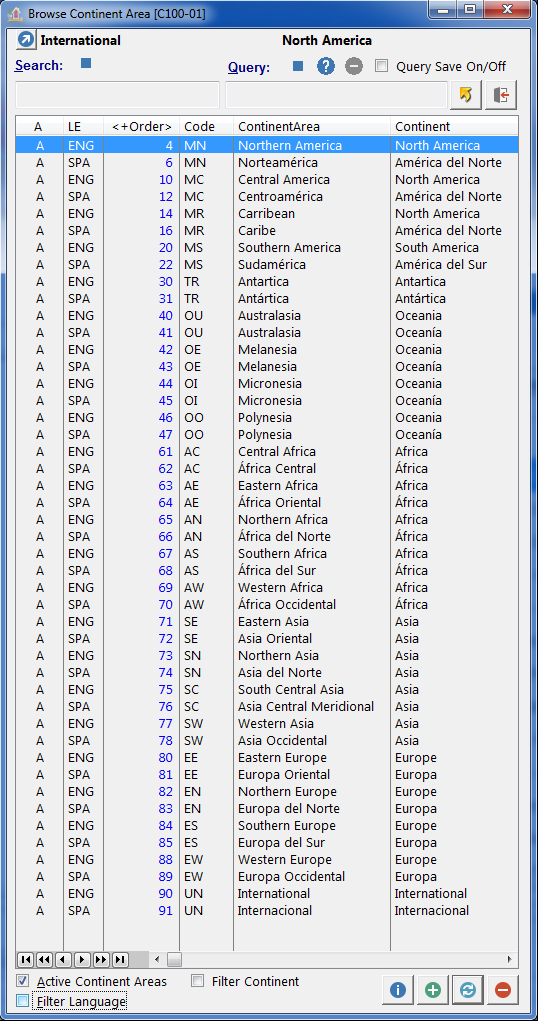 Browse Continent Area [C100-01]
International North America
Search: Query: Query Save On/Off
A LE <+Order> Code ContinentArea Continent
A ENG 4 MN Northern America North America
A SPA 6 MN Norteamérica América del Norte
A ENG 10 MC Central America North America
A SPA 12 MC Centroamérica América del Norte
A ENG 14 MR Carribean North America
A SPA 16 MR Caribe América del Norte
A ENG 20 MS Southern America South America
A SPA 22 MS Sudamérica América del Sur
A ENG 30 TR Antartica Antartica
A SPA 31 TR Antártica Antártica
A ENG 40 OU Australasia Oceania
A SPA 41 OU Australasia Oceanía
A ENG 42 OE Melanesia Oceania
A SPA 43 OE Melanesia Oceanía
A ENG 44 OI Micronesia Oceania
A SPA 45 OI Micronesia Oceanía
A ENG 46 OO Polynesia Oceania
A SPA 47 OO Polynesia Oceanía
A ENG 61 AC Central Africa Africa
A SPA 62 AC África Central África
A ENG 63 AE Eastern Africa Africa
A SPA 64 AE África Oriental África
A ENG 65 AN Northern Africa Africa
A SPA 66 AN África del Norte África
A ENG 67 AS Southern Africa Africa
A SPA 68 AS África del Sur África
A ENG 69 AW Western Africa Africa
A SPA 70 AW África Occidental África
A ENG 71 SE Eastern Asia Asia
A SPA 72 SE Asia Oriental Asia
A ENG 73 SN Northern Asia Asia
A SPA 74 SN Asia del Norte Asia
A ENG 75 SC South Central Asia Asia
A SPA 76 SC Asia Central Meridional Asia
A ENG 77 SW Western Asia Asia
A SPA 78 SW Asia Occidental Asia
A ENG 80 EE Eastern Europe Europe
A SPA 81 EE Europa Oriental Europa
A ENG 82 EN Northern Europe Europe
A SPA 83 EN Europa del Norte Europa
A ENG 84 ES Southern Europe Europe
A SPA 85 ES Europa del Sur Europa
A ENG 88 EW Western Europe Europe
A SPA 89 EW Europa Occidental Europa
A ENG 90 UN International International
A SPA 91 UN Internacional Internacional
Active Continent Areas Filter Continent
Filter Language